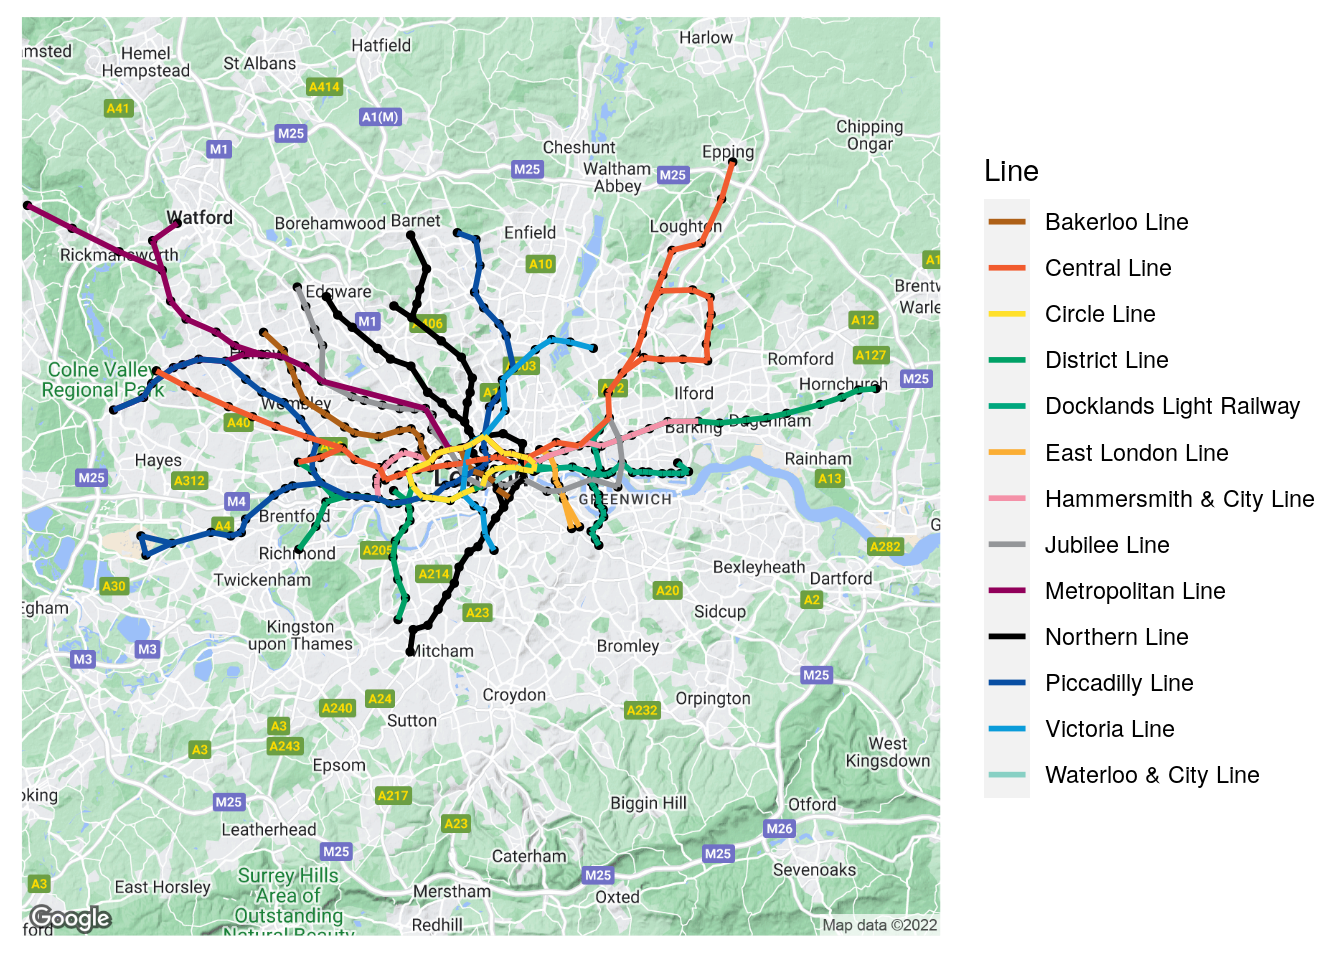 Hatfield
Harlow
msted
Hemel
Hempstead
St Albans
A414
A41
A1(M)
M25
M1
Chipping
Ongar
Cheshunt
Epping
M25
Waltham
Abbey
M25
Line
Watford
Borehamwood
Barnet
Enfield
Loughton
Bakerloo Line
Rickmansworth
A10
A1
Central Line
Edgware
Brentw
Warle
M1
A406
A12
Circle Line
Romford
A127
District Line
Colne Valley
Regional Park
A12
Ilford
Hornchurch
M25
Wembley
Docklands Light Railway
A40
Barking
Dagenham
Hayes
Rainham
East London Line
M25
A312
A13
M4
GREENWICH
Hammersmith & City Line
Brentford
A4
G
Jubilee Line
Richmond
A205
A282
Twickenham
A214
Bexleyheath
Dartford
A30
A20
A2
Metropolitan Line
Egham
A23
Sidcup
Kingston
upon Thames
Northern Line
M3
M3
Mitcham
Bromley
M25
Piccadilly Line
Croydon
Orpington
A24
A240
A232
Sutton
A3
A3
A243
Victoria Line
West
Kingsdown
Epsom
Waterloo & City Line
oking
A217
M25
Biggin Hill
Otford
A23
Leatherhead
M26
M25
M25
Caterham
Sevenoaks
A3
East Horsley
Surrey Hills
Area of
Outstanding
Natural Beauty
M25
Merstham
Oxted
Google
ford
Redhill
Map data ©2022